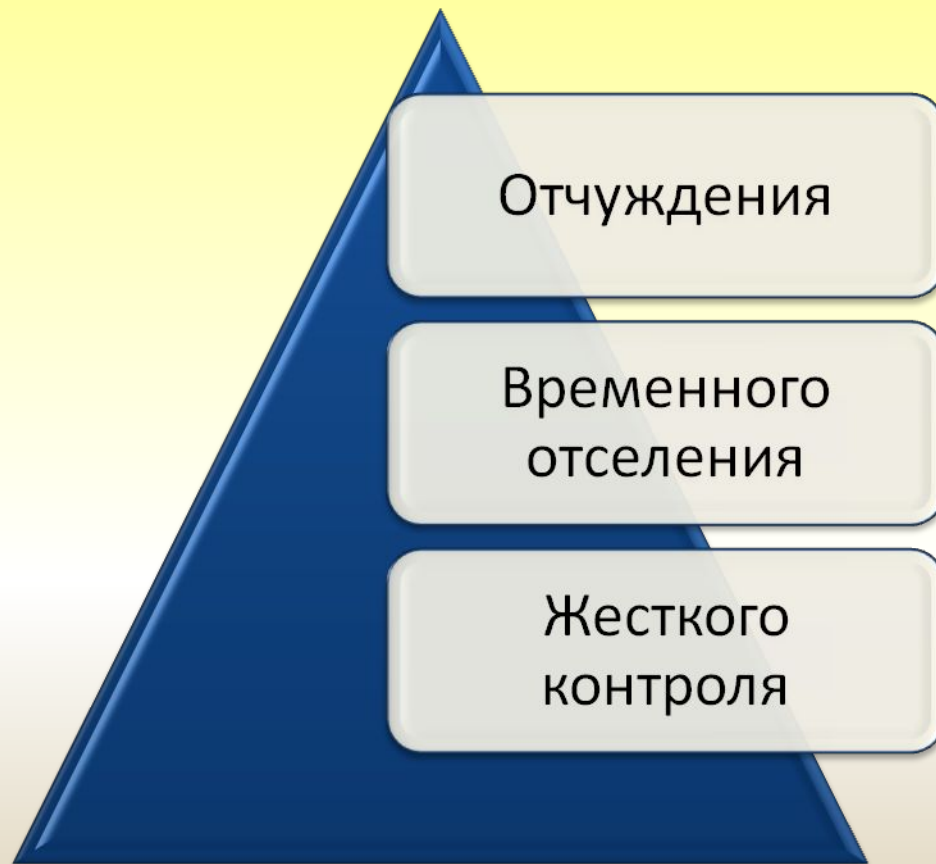 Отчуждения
Временного
отселения
Жесткого
контроля